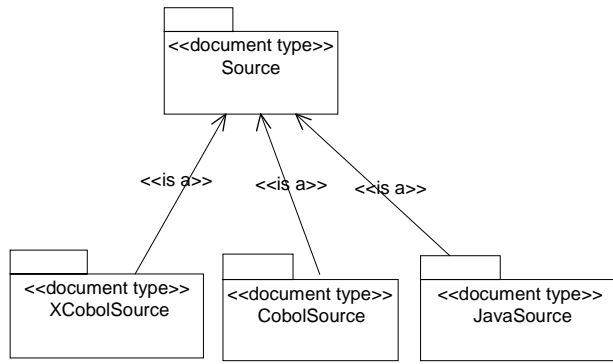 <<document type>>
Source
<<is a>>
<<is a>>
<<is a>>
<<document type>>
XCobolSource
<<document type>>
CobolSource
<<document type>>
JavaSource